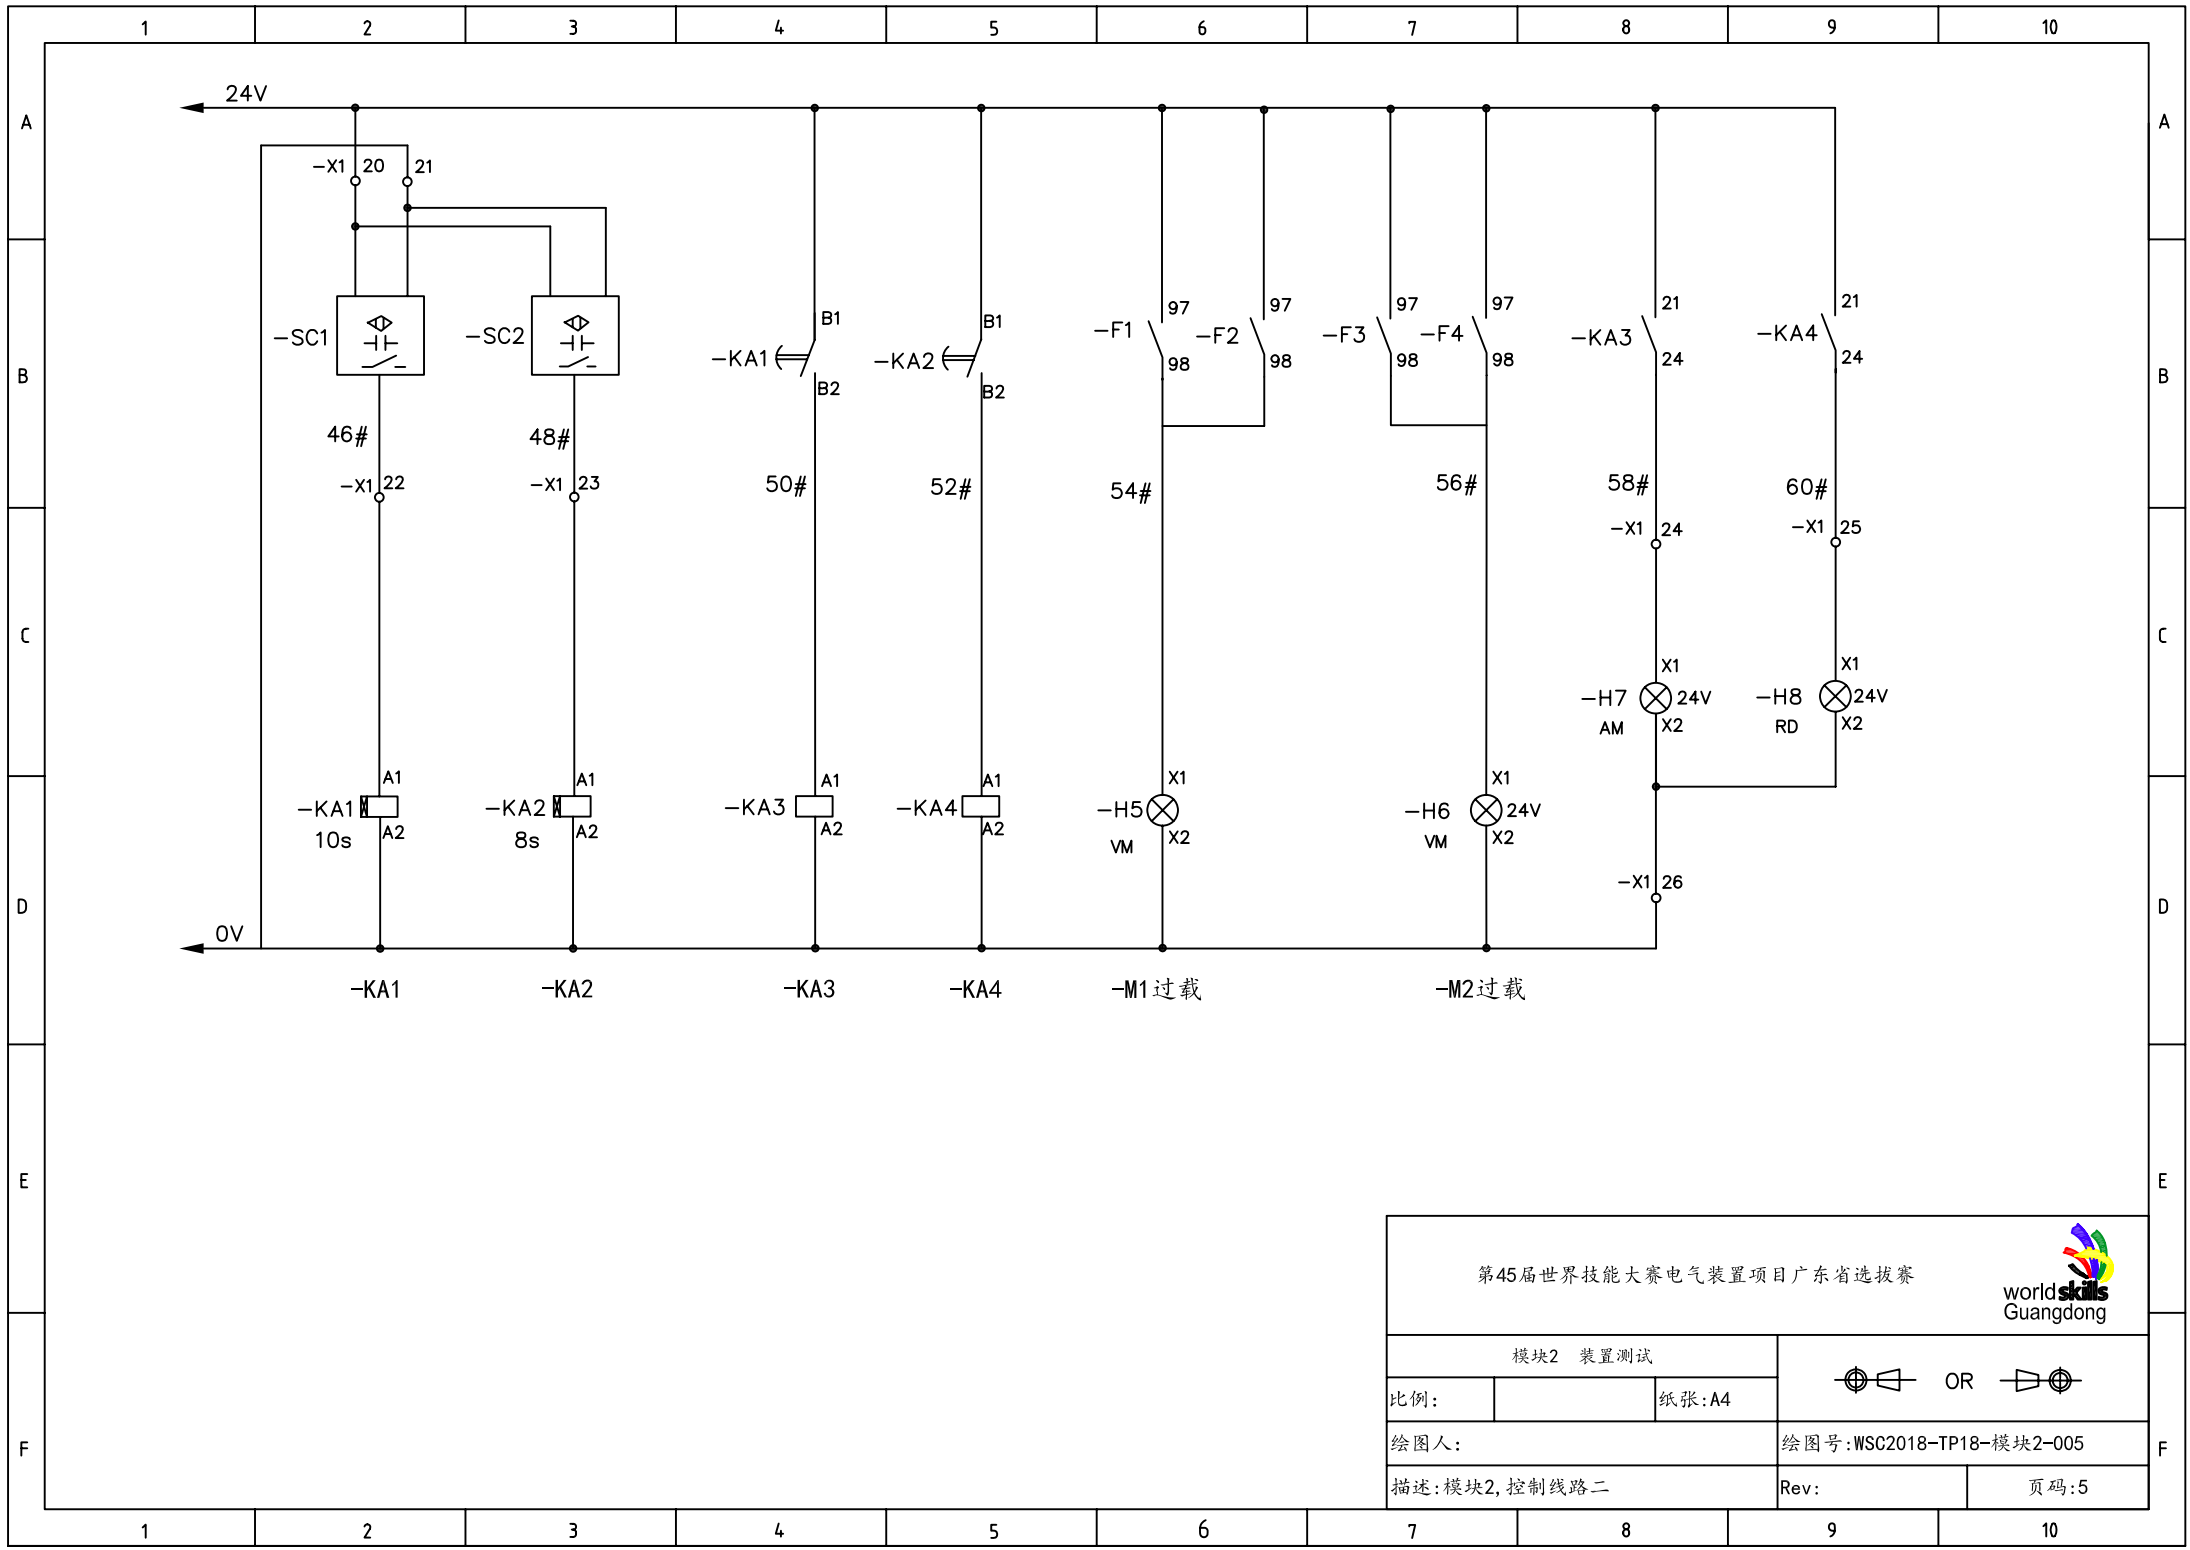 1 2 3 4 5 6 7 8 9 10
A A
24V
-X1 20 21
B B
-SC1 -SC2
-KA1 B1 B2
-KA2 B1 B2
-F1 97 98
-F2 97 98
-F3 97 98
-F4 97 98
-KA3 21 24
-KA4 21 24
46# 48# 50# 52# 54# 56# 58# 60#
-X1 22
-X1 23
-X1 24
-X1 25
C C
-H7 X1 24V
AM X2
-H8 X1 24V
RD X2
-KA1 A1
10s A2
-KA2 A1
8s A2
-KA3 A1 A2
-KA4 A1 A2
-H5 X1
VM X2
-H6 X1 24V
VM X2
-X1 26
D D
0V
-KA1 -KA2 -KA3 -KA4 -M1过载 -M2过载
E E
第45届世界技能大赛电气装置项目广东省选拔赛
worldskills
Guangdong
模块2 装置测试
OR
比例: 纸张:A4
绘图人: 绘图号:WSC2018-TP18-模块2-005
F F
描述:模块2,控制线路二 Rev: 页码:5
1 2 3 4 5 6 7 8 9 10